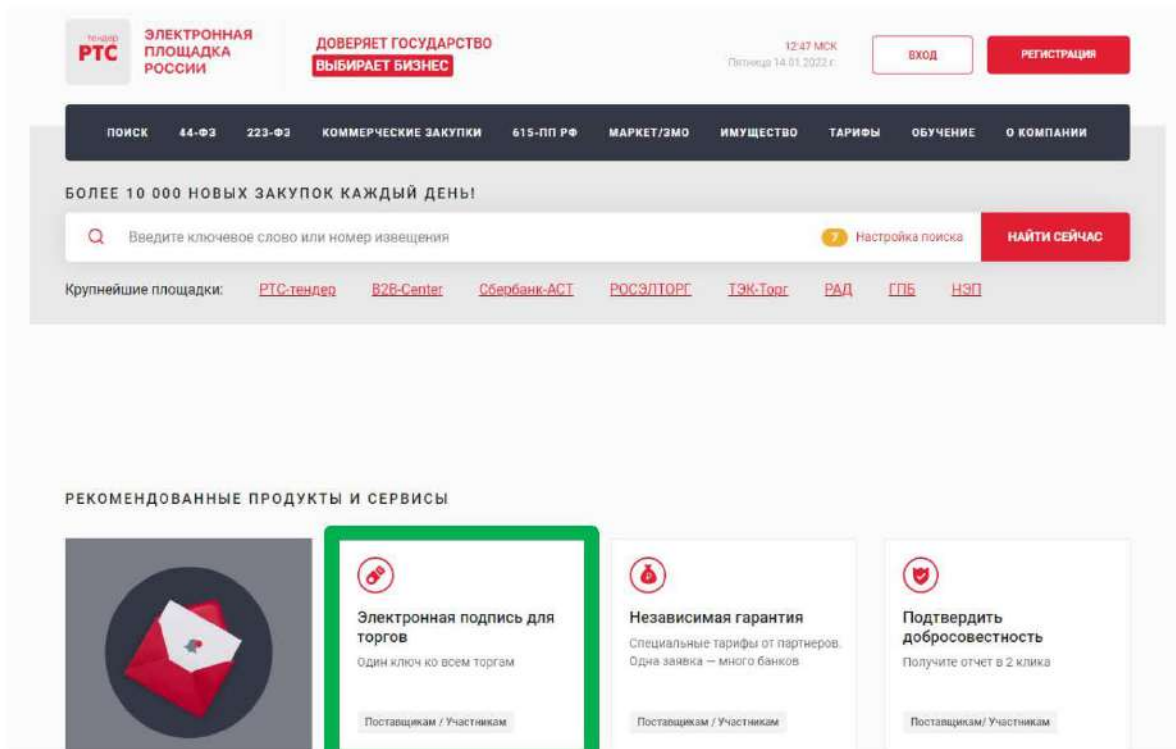 тендер
РТС
ЭЛЕКТРОННАЯ
ПЛОЩАДКА
РОССИИ
ДОВЕРЯЕТ ГОСУДАРСТВО
ВЫБИРАЕТ БИЗНЕС
12:47 МСК
Пятница 14.01.2022 г.
ВХОД
РЕГИСТРАЦИЯ
ПОИСК 44-ФЗ 223-ФЗ КОММЕРЧЕСКИЕ ЗАКУПКИ 615-ПП РФ МАРКЕТ/ЗМО ИМУЩЕСТВО ТАРИФЫ ОБУЧЕНИЕ О КОМПАНИИ
БОЛЕЕ 10 000 НОВЫХ ЗАКУПОК КАЖДЫЙ ДЕНЬ!
Введите ключевое слово или номер извещения 7 Настройка поиска НАЙТИ СЕЙЧАС
Крупнейшие площадки: РТС-тендер B2B-Center Сбербанк-АСТ РОСЭЛТОРГ ТЭК-Торг РАД ГПБ НЭП
РЕКОМЕНДОВАННЫЕ ПРОДУКТЫ И СЕРВИСЫ
Электронная подпись для
торгов
Один ключ ко всем торгам
Поставщикам / Участникам
Независимая гарантия
Специальные тарифы от партнеров.
Одна заявка — много банков
Поставщикам / Участникам
Подтвердить
добросовестность
Получите отчет в 2 клика
Поставщикам/ Участникам